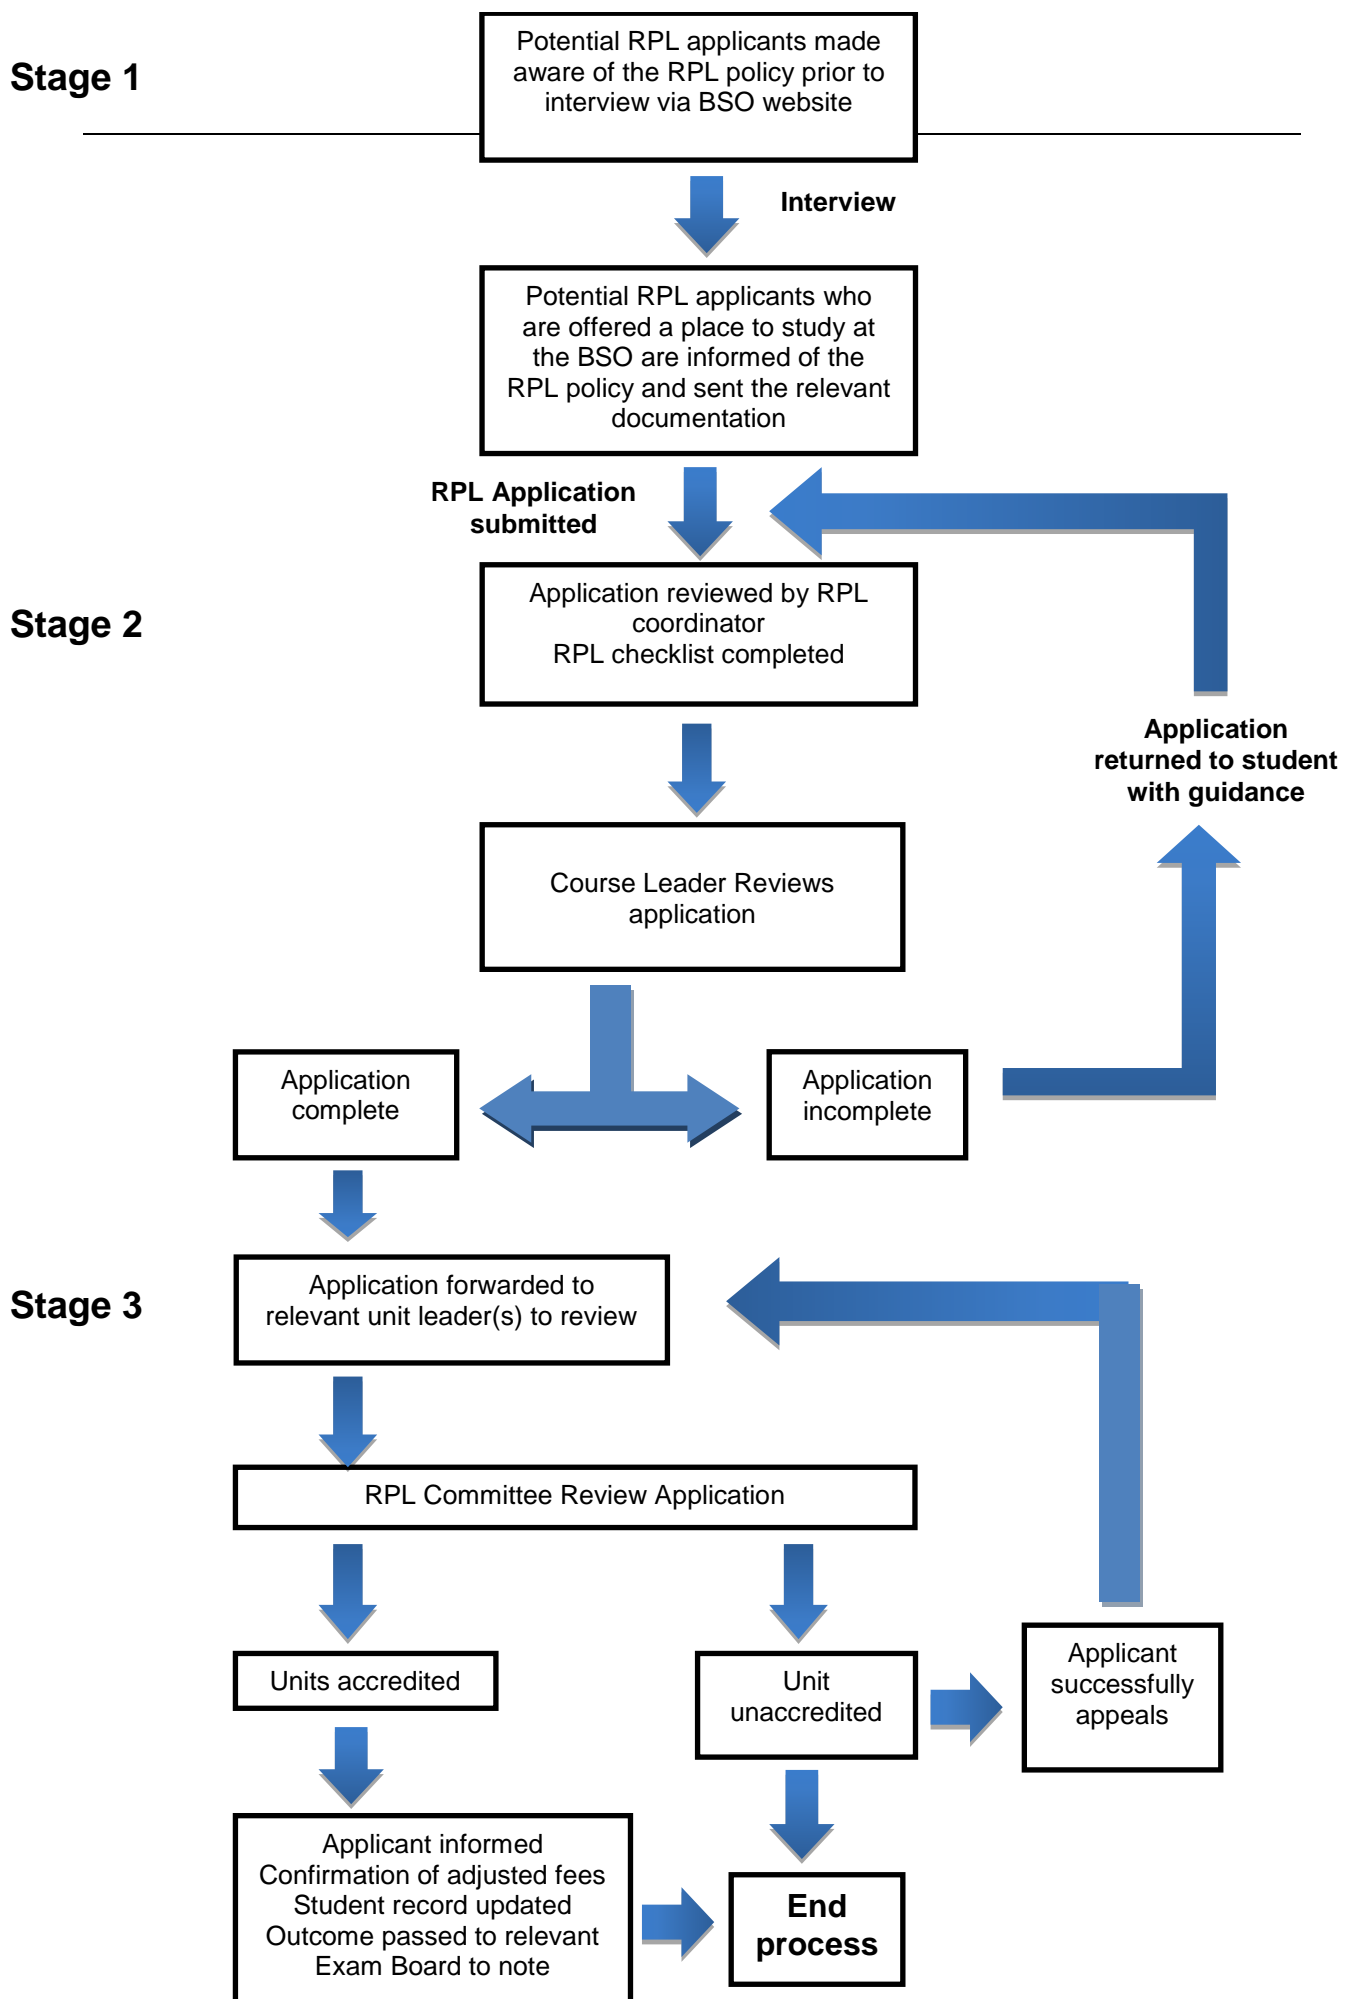 Stage 1
Potential RPL applicants made
aware of the RPL policy prior to
interview via BSO website
Interview
Potential RPL applicants who
are offered a place to study at
the BSO are informed of the
RPL policy and sent the relevant
documentation
RPL Application
submitted
Stage 2
Application reviewed by RPL
coordinator
RPL checklist completed
Application
returned to student
with guidance
Course Leader Reviews
application
Application
complete
Application
incomplete
Stage 3
Application forwarded to
relevant unit leader(s) to review
RPL Committee Review Application
Units accredited
Unit
unaccredited
Applicant
successfully
appeals
Applicant informed
Confirmation of adjusted fees
Student record updated
Outcome passed to relevant
Exam Board to note
End
process